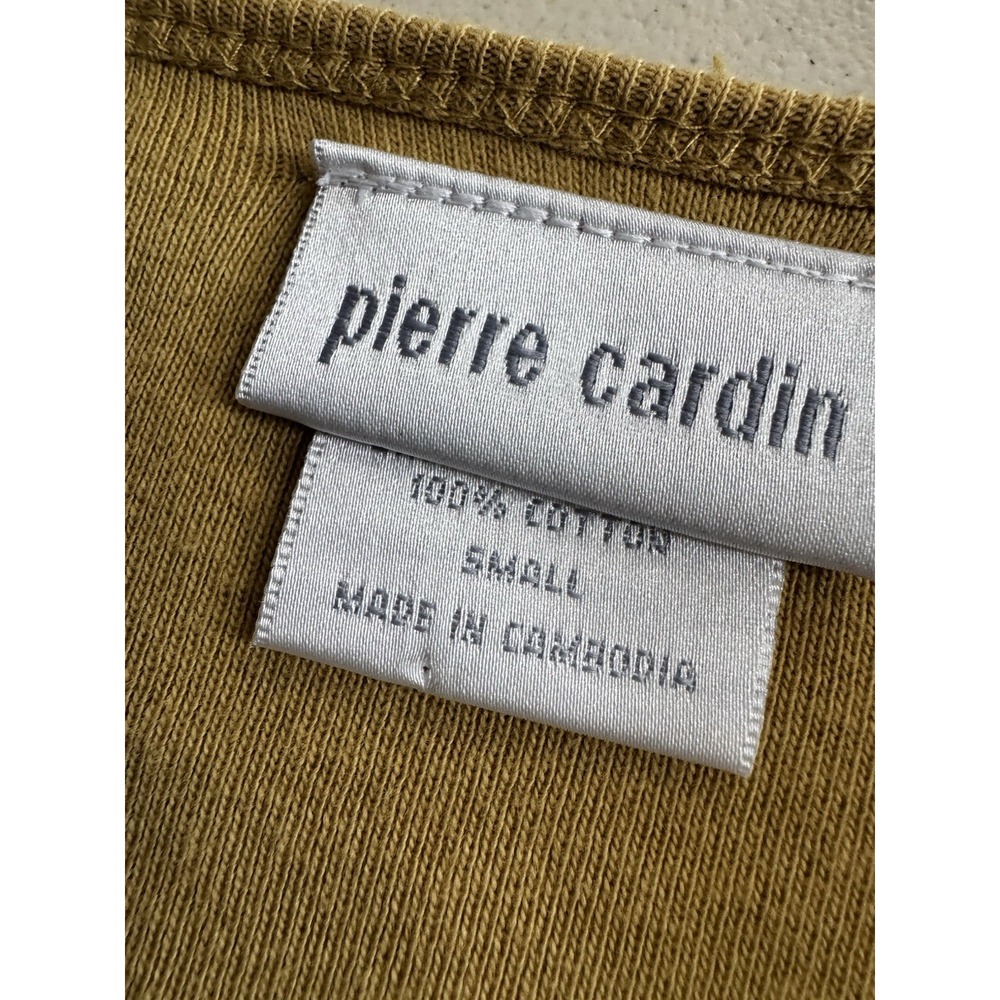 pierre cardin
100% COTTON
SMALL
MADE IN CAMBODIA